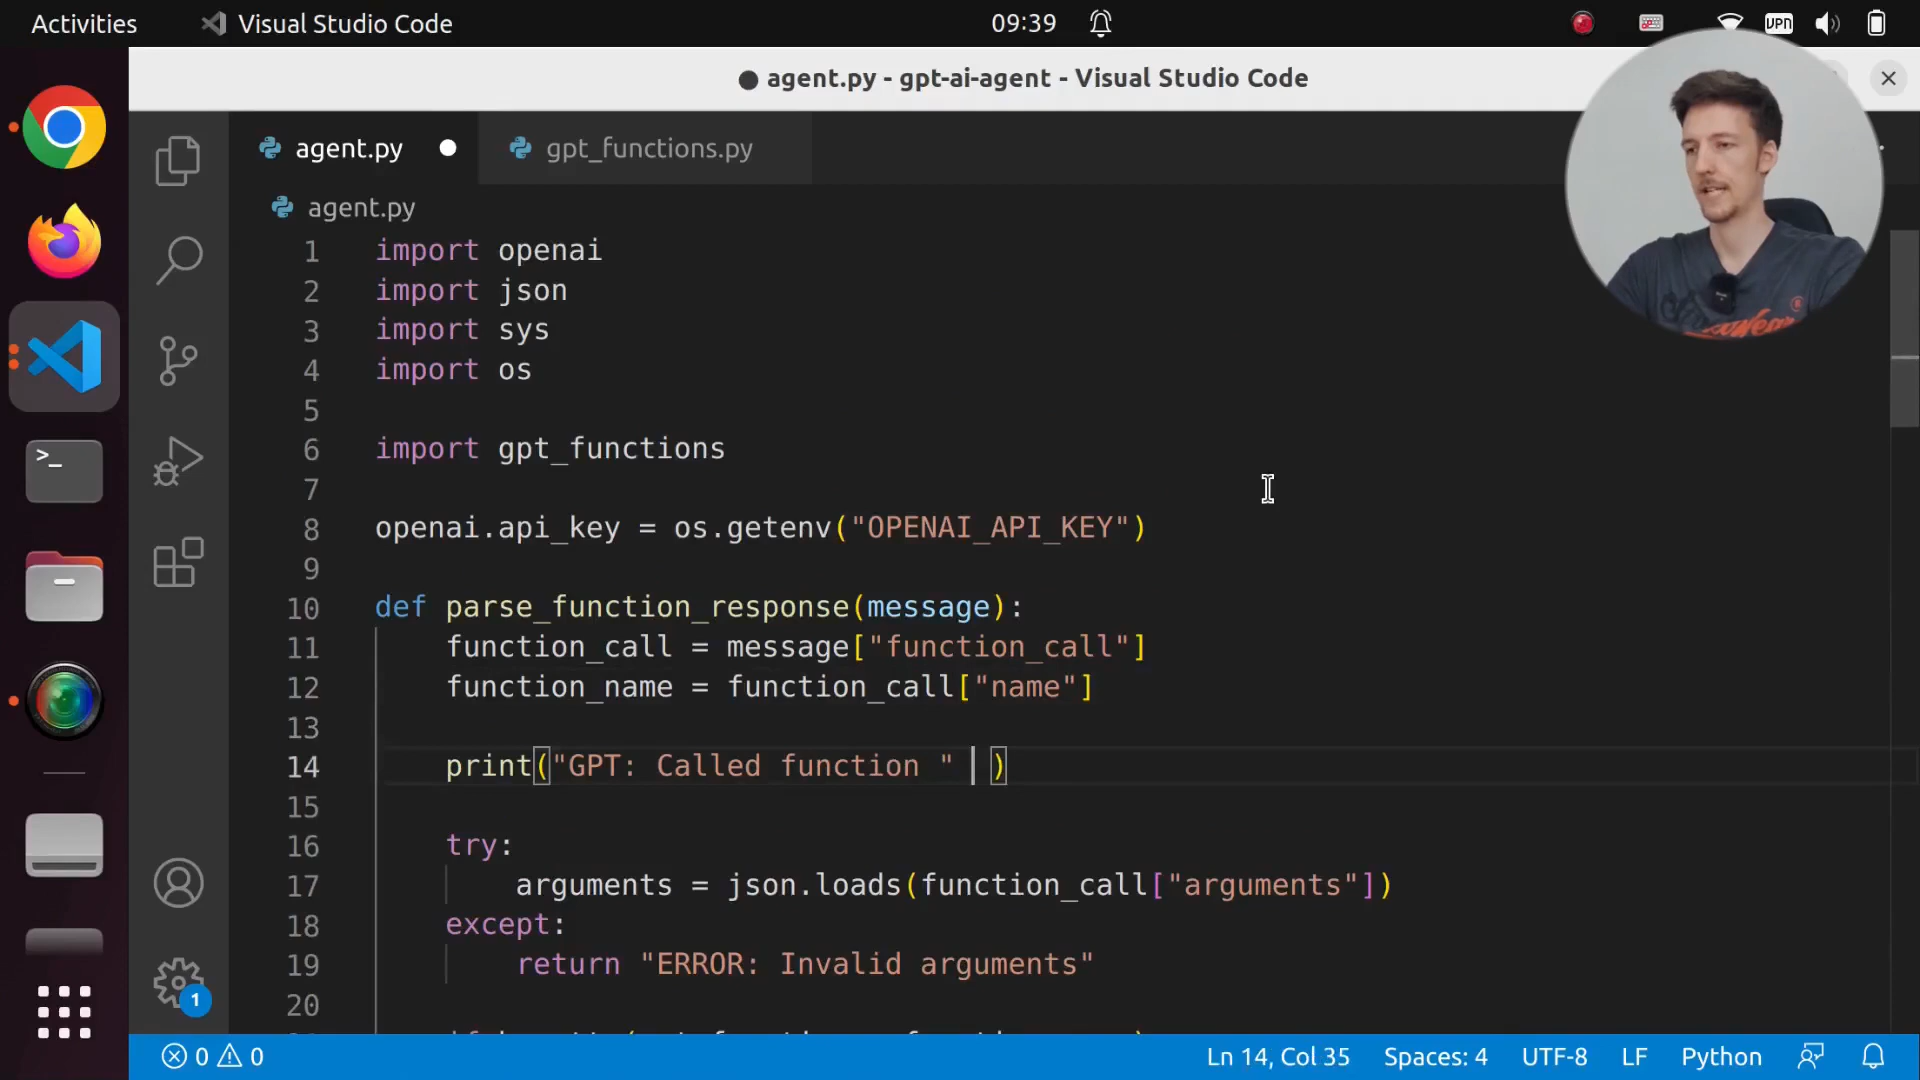 Activities
Visual Studio Code
09:39
VPN
● agent.py - gpt-ai-agent - Visual Studio Code
agent.py
gpt_functions.py
agent.py
1 import openai
2 import json
3 import sys
4 import os
5
6 import gpt_functions
7
8 openai.api_key = os.getenv("OPENAI_API_KEY")
9
10 def parse_function_response(message):
11 function_call = message["function_call"]
12 function_name = function_call["name"]
13
14 print("GPT: Called function " )
15
16 try:
17 arguments = json.loads(function_call["arguments"])
18 except:
19 return "ERROR: Invalid arguments"
20
1
0 0
Ln 14, Col 35
Spaces: 4
UTF-8
LF
Python